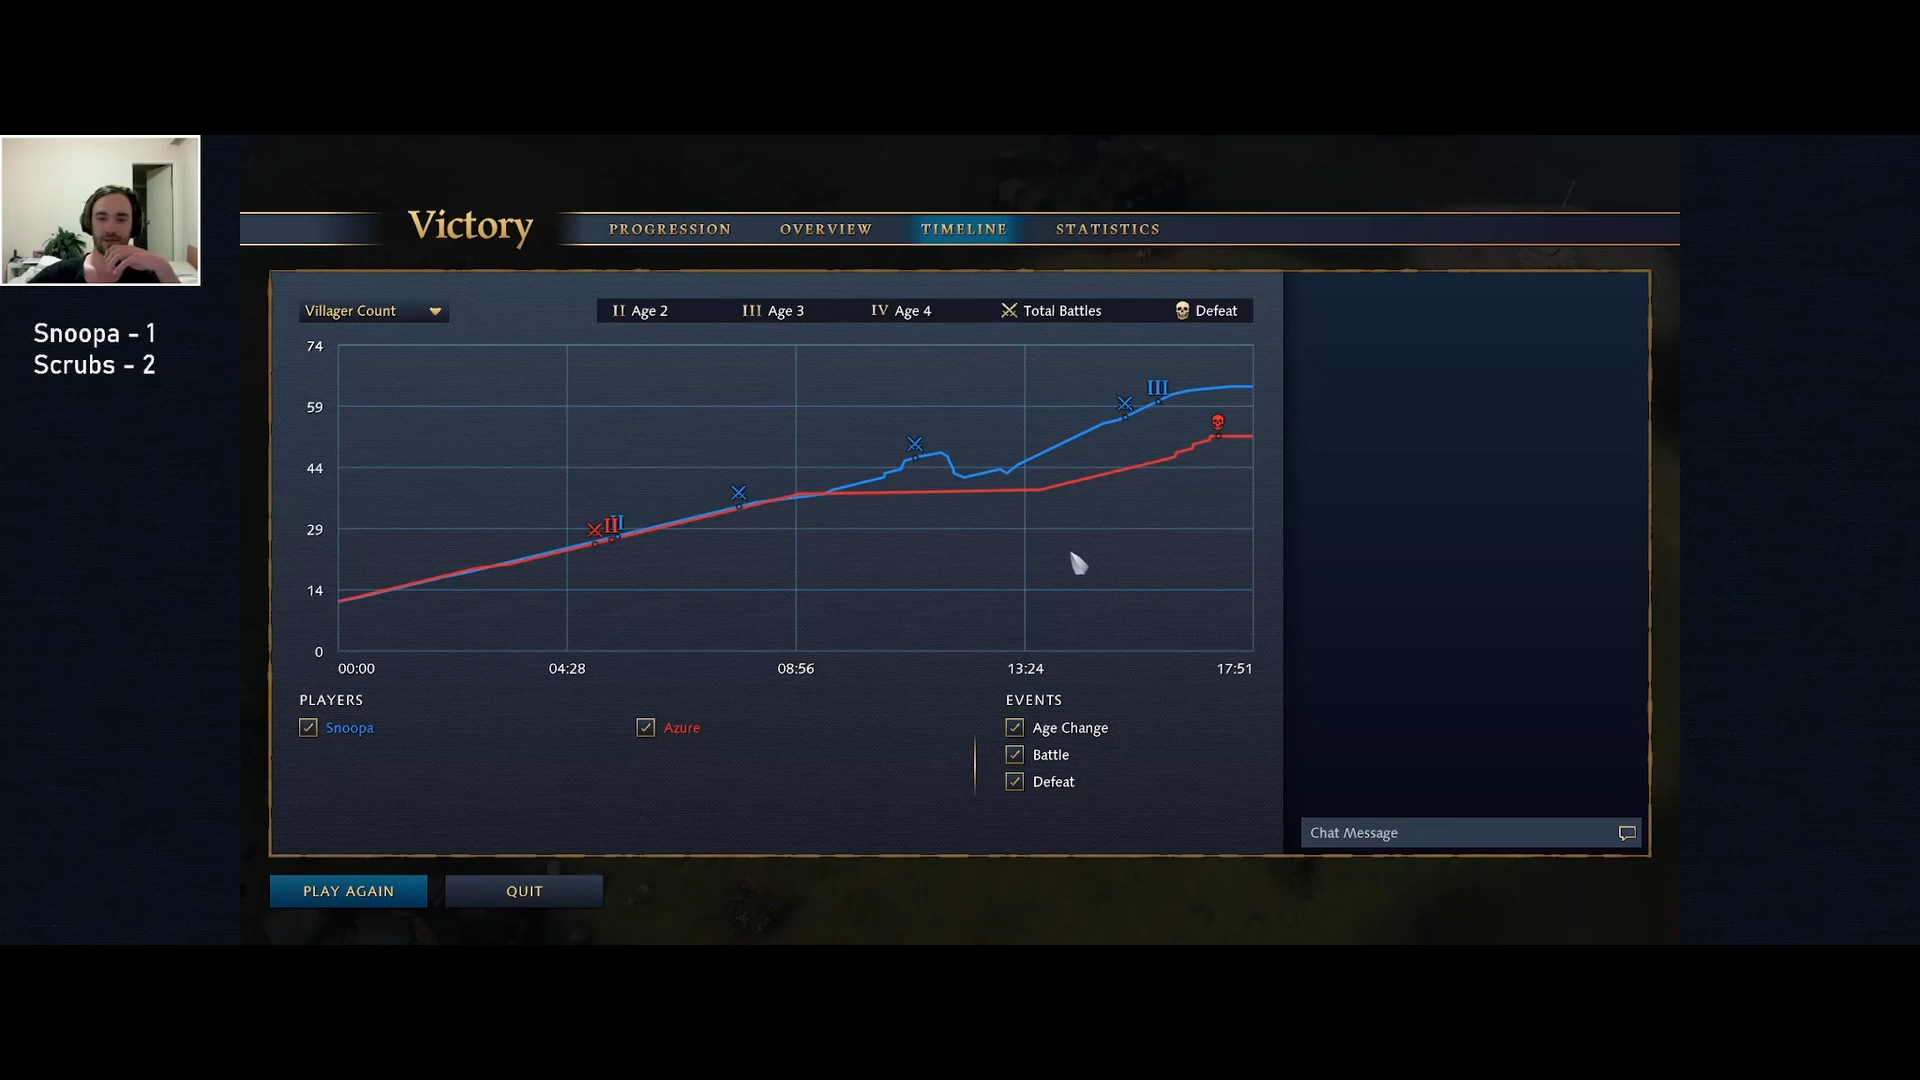 Snoopa - 1
Scrubs - 2
Victory
PROGRESSION
OVERVIEW
TIMELINE
STATISTICS
Villager Count
II Age 2
III Age 3
IV Age 4
Total Battles
Defeat
74
59
44
29
14
0
III
00:00
04:28
08:56
13:24
17:51
PLAYERS
Snoopa
Azure
EVENTS
Age Change
Battle
Defeat
Chat Message
PLAY AGAIN
QUIT